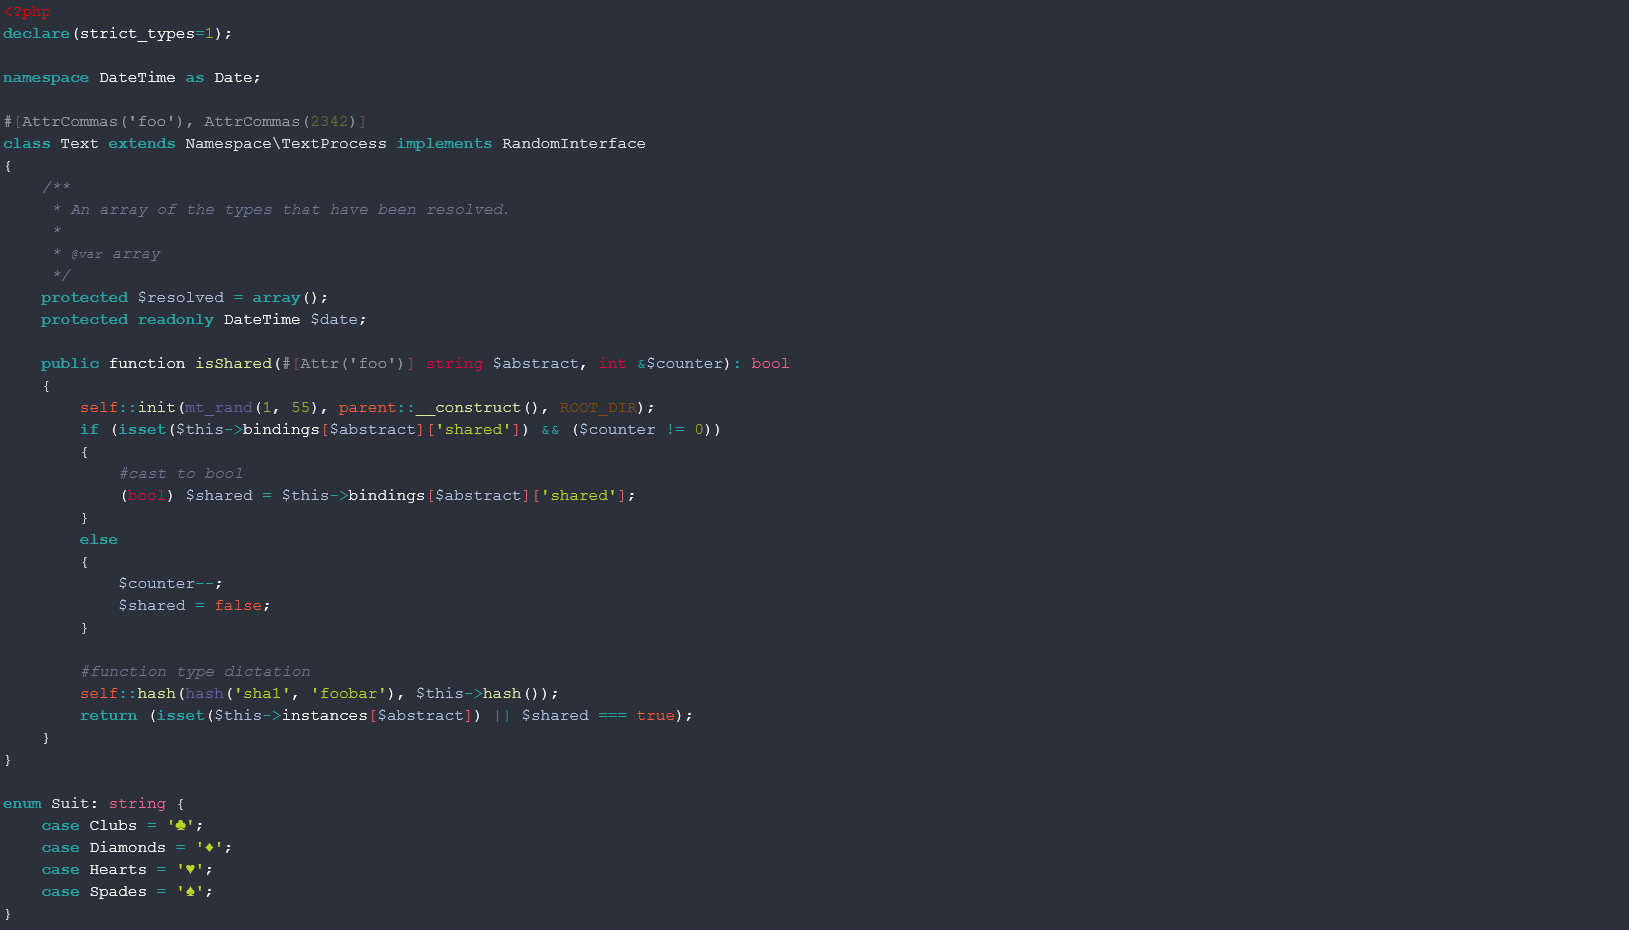 <?php
declare(strict_types=1);

namespace DateTime as Date;

#[AttrCommas('foo'), AttrCommas(2342)]
class Text extends Namespace\TextProcess implements RandomInterface
{
    /**
     * An array of the types that have been resolved.
     *
     * @var array
     */
    protected $resolved = array();
    protected readonly DateTime $date;

    public function isShared(#[Attr('foo')] string $abstract, int &$counter): bool
    {
        self::init(mt_rand(1, 55), parent::__construct(), ROOT_DIR);
        if (isset($this->bindings[$abstract]['shared']) && ($counter != 0))
        {
            #cast to bool
            (bool) $shared = $this->bindings[$abstract]['shared'];
        }
        else
        {
            $counter--;
            $shared = false;
        }

        #function type dictation
        self::hash(hash('sha1', 'foobar'), $this->hash());
        return (isset($this->instances[$abstract]) || $shared === true);
    }
}

enum Suit: string {
    case Clubs = '♣';
    case Diamonds = '♦';
    case Hearts = '♥';
    case Spades = '♠';
}